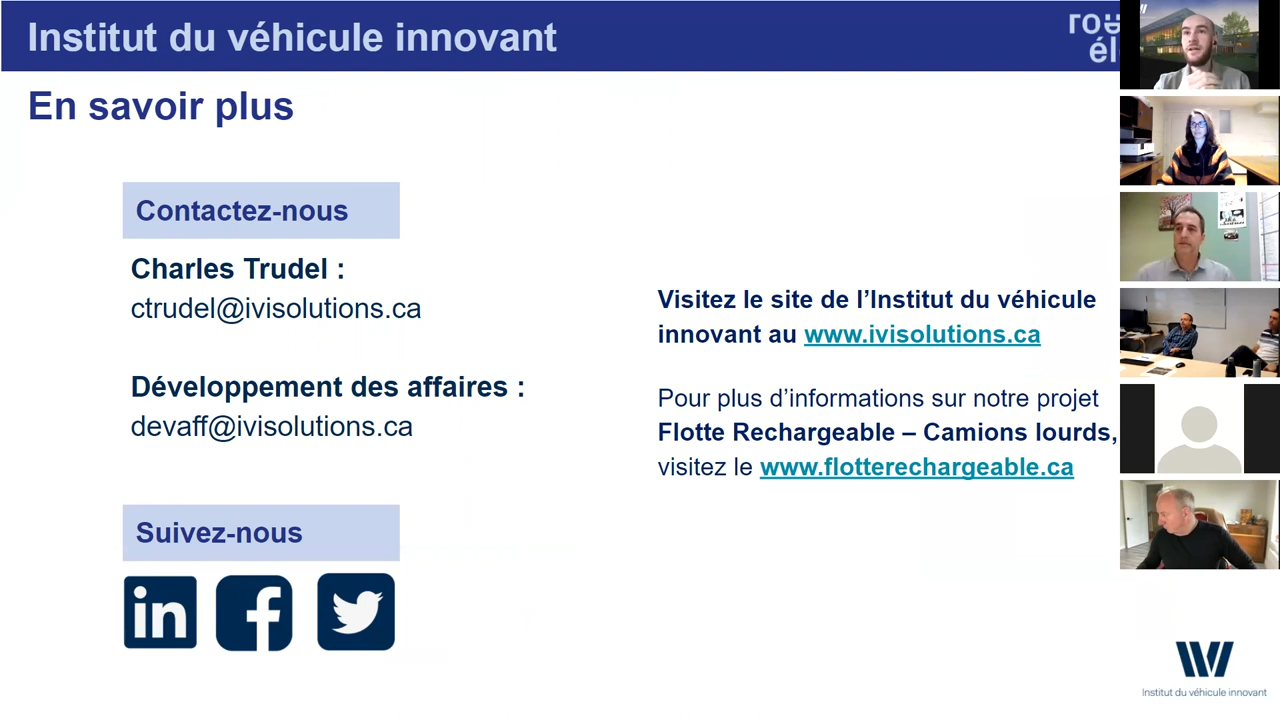 Institut du véhicule innovant
En savoir plus
Contactez-nous
Charles Trudel :
ctrudel@ivisolutions.ca
Développement des affaires :
devaff@ivisolutions.ca
Visitez le site de l’Institut du véhicule
innovant au www.ivisolutions.ca
Pour plus d’informations sur notre projet
Flotte Rechargeable – Camions lourds,
visitez le www.flotterechargeable.ca
Suivez-nous
in
f
Institut du véhicule innovant